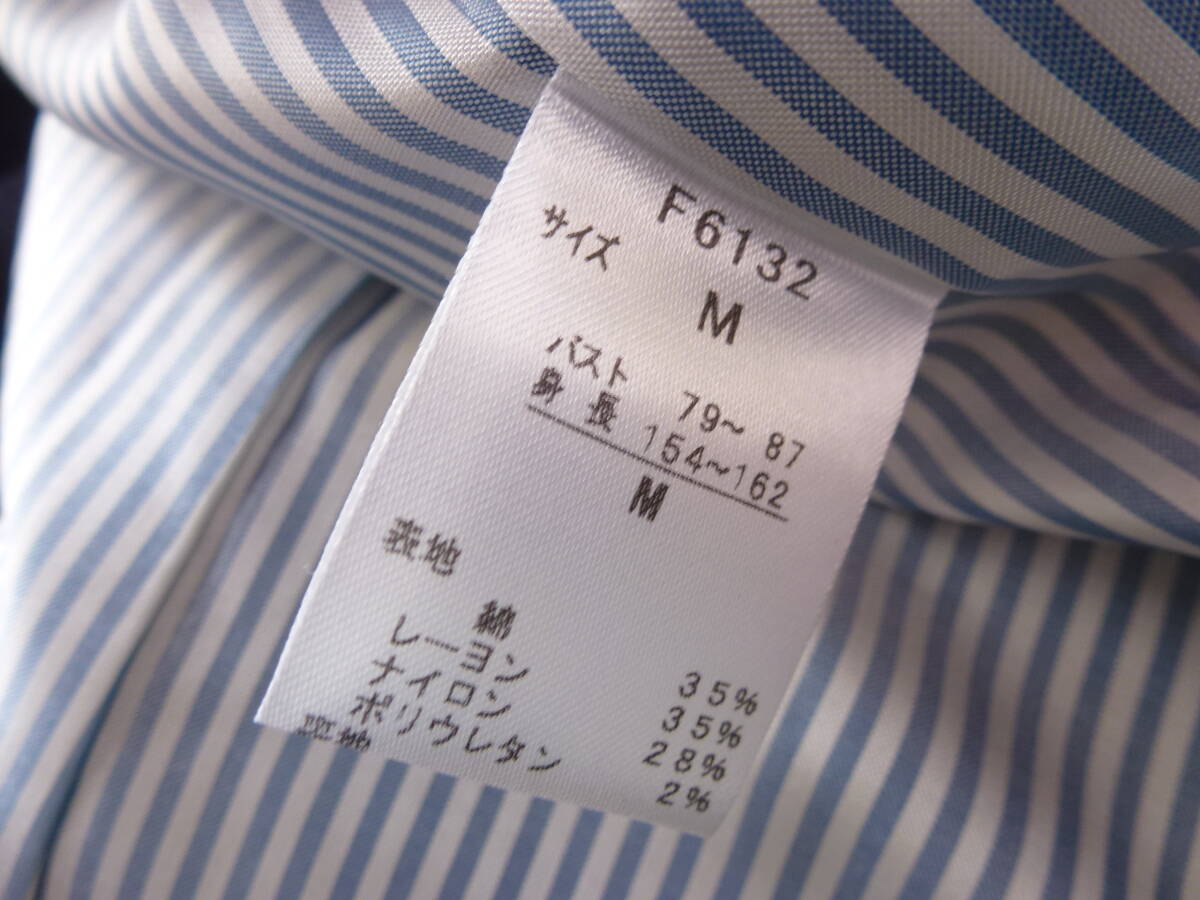 F6132
サイズ M
バスト 79～ 87
身 長 154～162
M
表地
綿 35%
レーヨン 35%
ナイロン 28%
ポリウレタン 2%